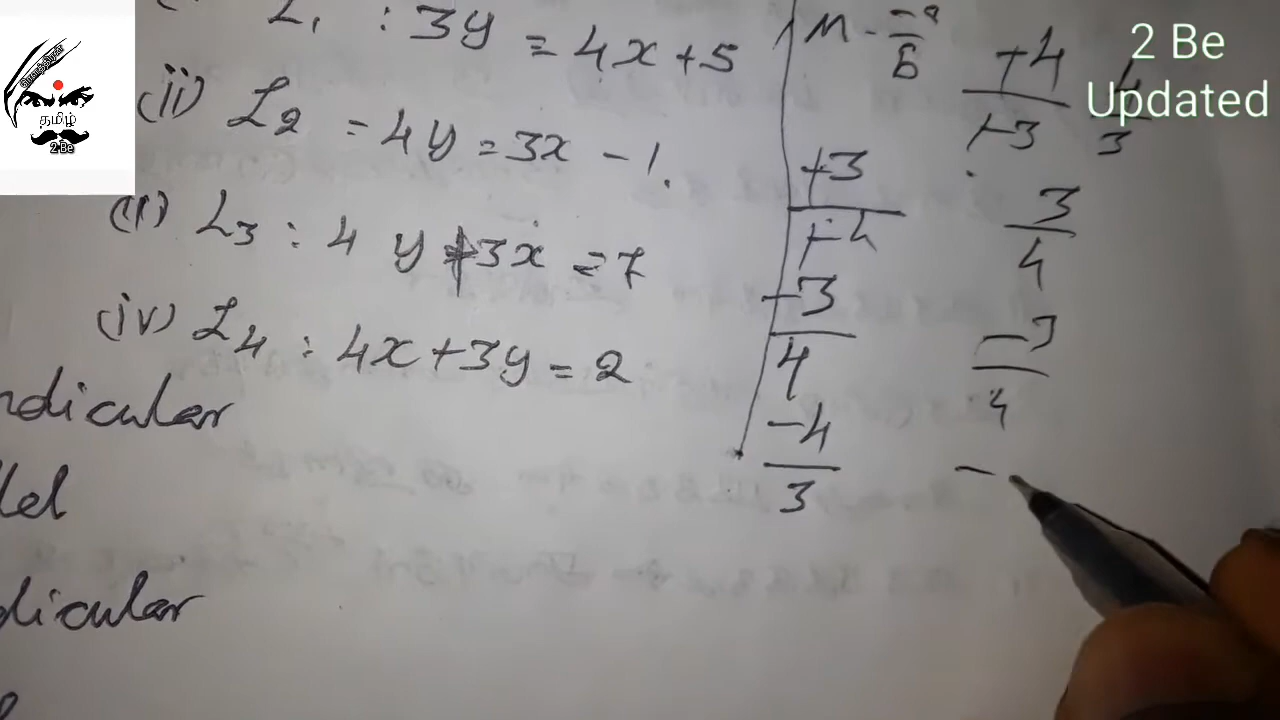 L1 : 3y = 4x + 5
(ii) L2 = 4y = 3x - 1.
L3 : 4y + 3x = 7
(iv) L4 : 4x + 3y = 2
ndicular
llel
dicular
+4
-3
4
3
+3
-4
3
4
-3
4
-3
4
-4
3
-
தமிழ்
2 Be
2 Be
Updated